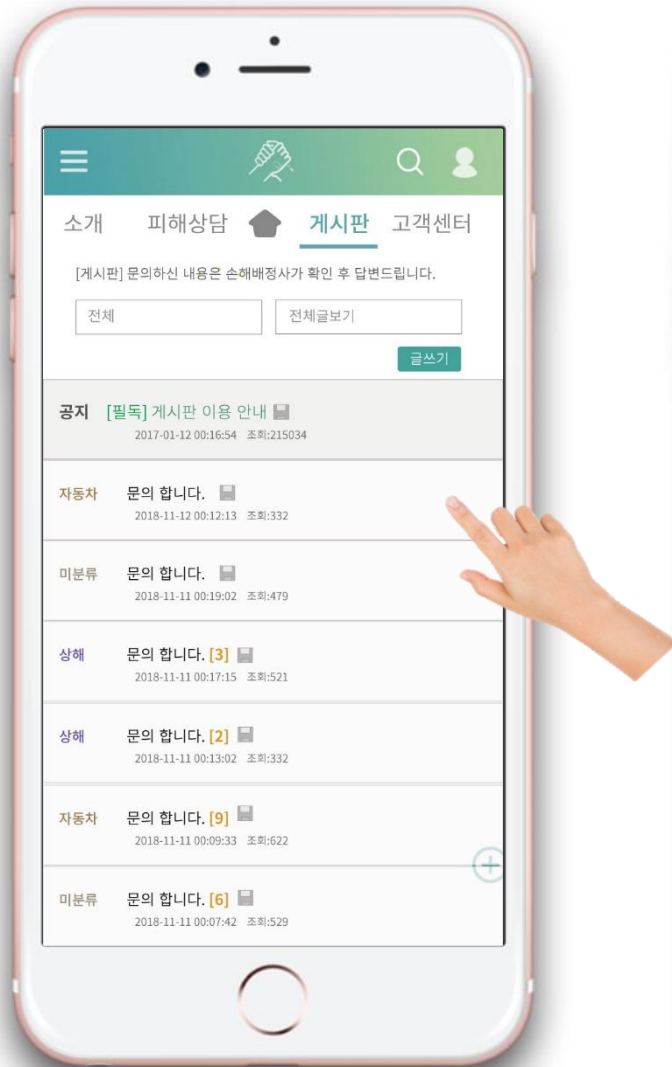 소개 피해상담 게시판 고객센터
[게시판] 문의하신 내용은 손해배정사가 확인 후 답변드립니다.
전체 전체글보기
글쓰기
공지 [필독] 게시판 이용 안내
2017-01-12 00:16:54 조회:215034
자동차 문의 합니다.
2018-11-12 00:12:13 조회:332
미분류 문의 합니다.
2018-11-11 00:19:02 조회:479
상해 문의 합니다. [3]
2018-11-11 00:17:15 조회:521
상해 문의 합니다. [2]
2018-11-11 00:13:02 조회:332
자동차 문의 합니다. [9]
2018-11-11 00:09:33 조회:622
미분류 문의 합니다. [6]
2018-11-11 00:07:42 조회:529